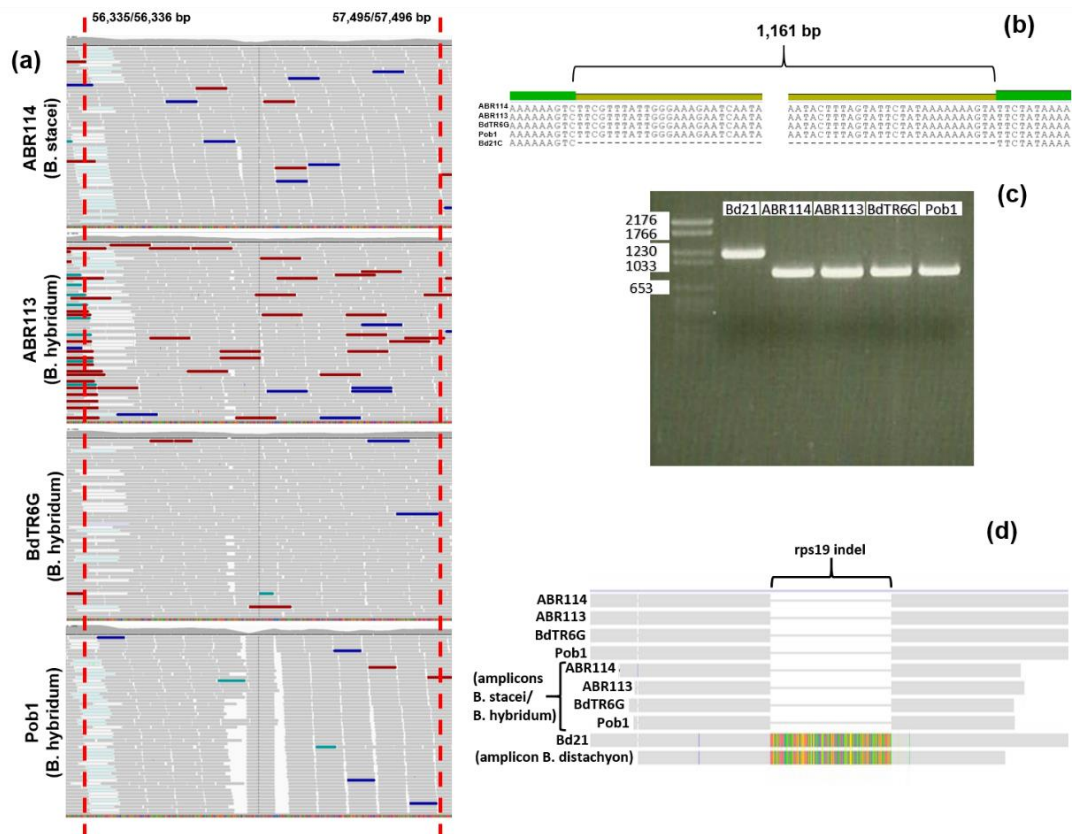 (a)
56,335/56,336 bp
57,495/57,496 bp
ABR114
(B. stacei)
ABR113
(B. hybridum)
BdTR6G
(B. hybridum)
Pob1
(B. hybridum)
(b)
1,161 bp
ABR114 AAAAAAGTCTTCGTTTATTGGGAAAGAATCAATA AATACTTTAGTATTCTATAAAAAAAGTATTCTATAAAA
ABR113 AAAAAAGTCTTCGTTTATTGGGAAAGAATCAATA AATACTTTAGTATTCTATAAAAAAAGTATTCTATAAAA
BdTR6G AAAAAAGTCTTCGTTTATTGGGAAAGAATCAATA AATACTTTAGTATTCTATAAAAAAAGTATTCTATAAAA
Pob1 AAAAAAGTCTTCGTTTATTGGGAAAGAATCAATA AATACTTTAGTATTCTATAAAAAAAGTATTCTATAAAA
Bd21C AAAAAAGTC------------------------- ----------------------------TTCTATAAAA
(c)
Bd21 ABR114 ABR113 BdTR6G Pob1
2176
1766
1230
1033
653
(d)
rps19 indel
ABR114
ABR113
BdTR6G
Pob1
(amplicons
B. stacei/
B. hybridum)
ABR114
ABR113
BdTR6G
Pob1
Bd21
(amplicon B. distachyon)